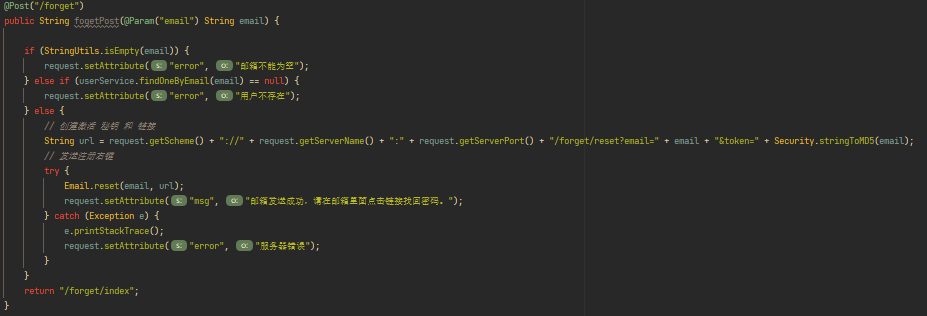 @Post("/forget")
public String fogetPost(@Param("email") String email) {
if (StringUtils.isEmpty(email)) {
request.setAttribute( s: "error", o: "邮箱不能为空");
} else if (userService.findOneByEmail(email) == null) {
request.setAttribute( s: "error", o: "用户不存在");
} else {
// 创建激活 秘钥 和 链接
String url = request.getScheme() + "://" + request.getServerName() + ":" + request.getServerPort() + "/forget/reset?email=" + email + "&token=" + Security.stringToMD5(email);
// 发送注册友链
try {
Email.reset(email, url);
request.setAttribute( s: "msg", o: "邮箱发送成功，请在邮箱里面点击链接找回密码。");
} catch (Exception e) {
e.printStackTrace();
request.setAttribute( s: "error", o: "服务器错误");
}
}
return "/forget/index";
}